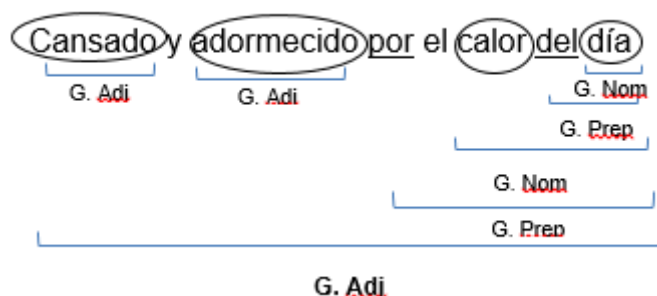 Cansado y adormecido por el calor del día
G. Adj G. Adj G. Nom
G. Prep
G. Nom
G. Prep
G. Adj